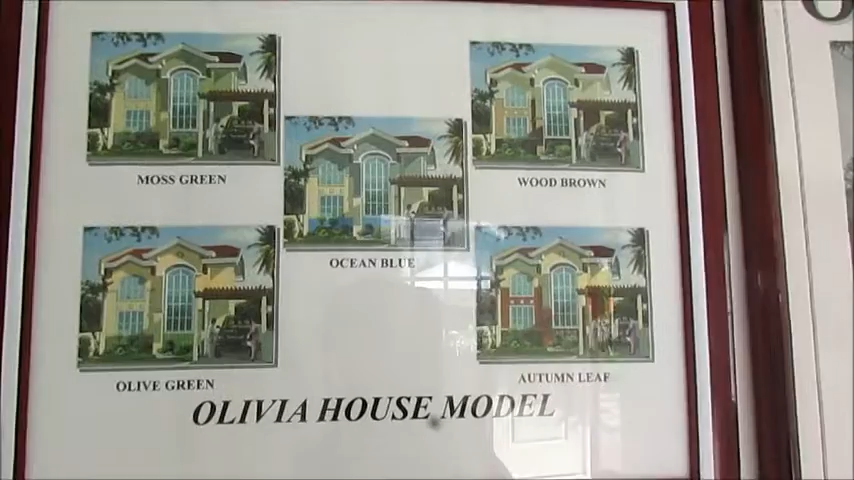 MOSS GREEN
WOOD BROWN
OCEAN BLUE
OLIVE GREEN
AUTUMN LEAF
OLIVIA HOUSE MODEL